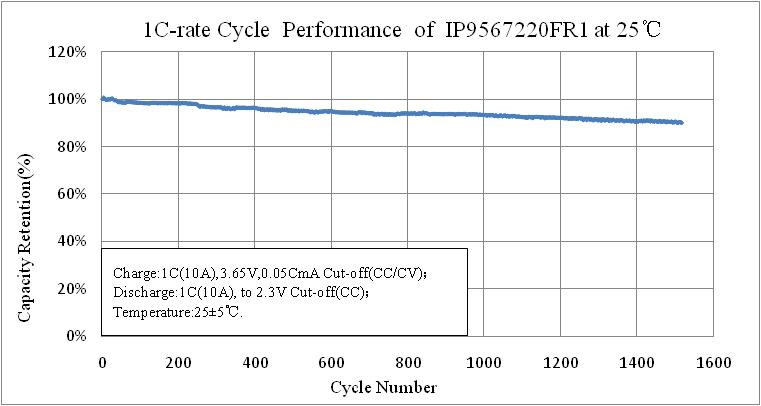 1C-rate Cycle Performance of IP9567220FR1 at 25℃
120%
100%
80%
60%
40%
20%
0%
Capacity Retention(%)
Charge:1C(10A),3.65V,0.05CmA Cut-off(CC/CV);
Discharge:1C(10A), to 2.3V Cut-off(CC);
Temperature:25±5℃.
0 200 400 600 800 1000 1200 1400 1600
Cycle Number